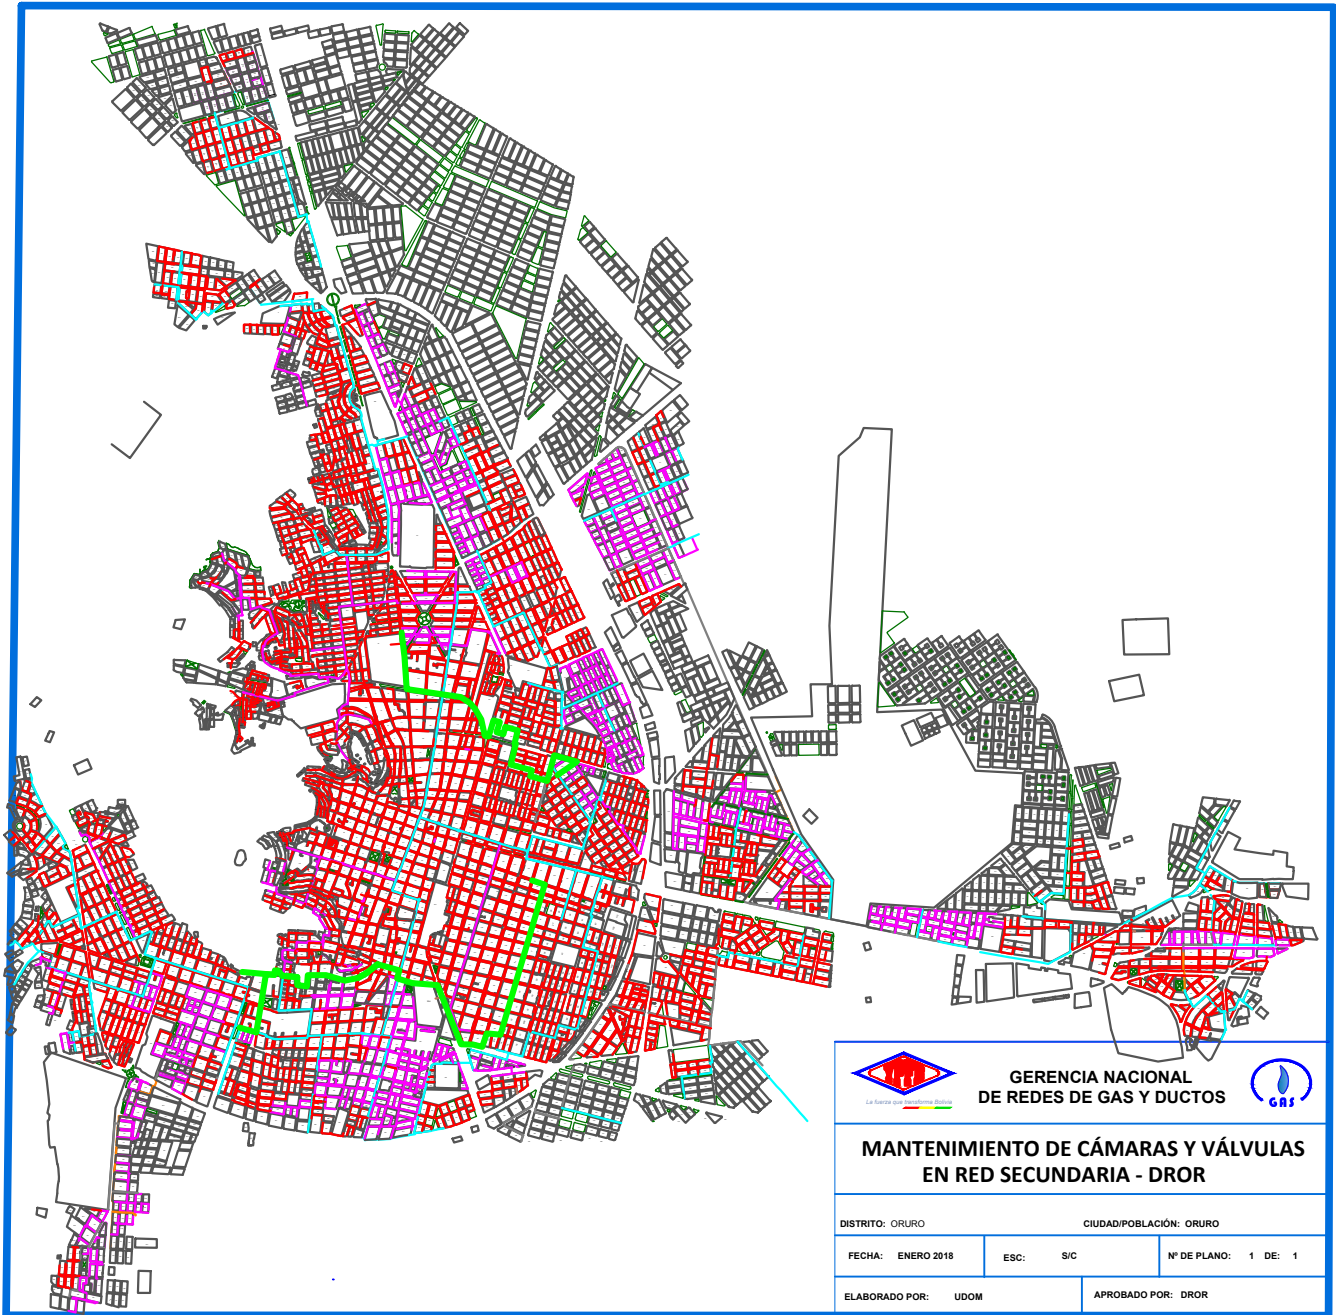 La fuerza que transforma Bolivia
GERENCIA NACIONAL
DE REDES DE GAS Y DUCTOS
GAS
MANTENIMIENTO DE CÁMARAS Y VÁLVULAS
EN RED SECUNDARIA - DROR
DISTRITO: ORURO CIUDAD/POBLACIÓN: ORURO
FECHA: ENERO 2018 ESC: S/C Nº DE PLANO: 1 DE: 1
ELABORADO POR: UDOM APROBADO POR: DROR